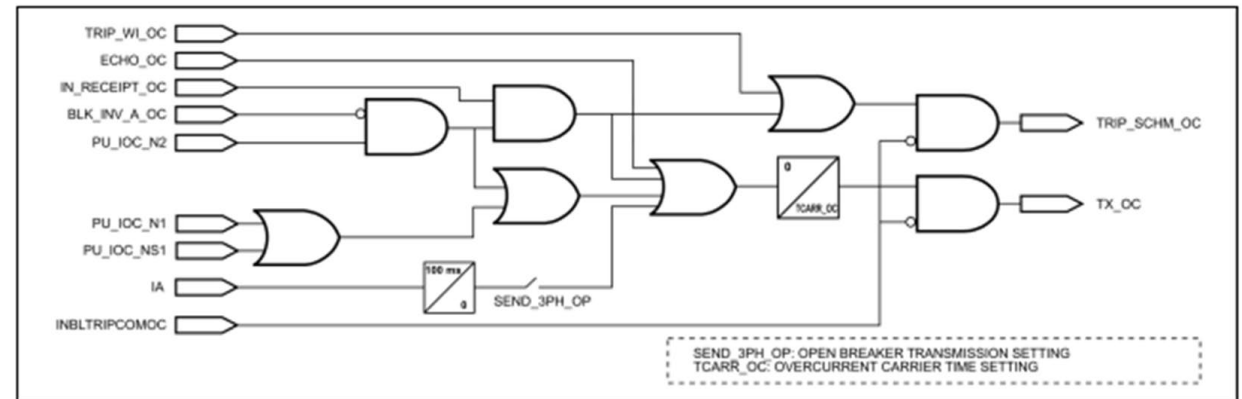 TRIP_WI_OC
ECHO_OC
IN_RECEIPT_OC
BLK_INV_A_OC
PU_IOC_N2
TRIP_SCHM_OC
TX_OC
0
TCARR_OC
PU_IOC_N1
PU_IOC_NS1
IA
100 ms
0
SEND_3PH_OP
INBLTRIPCOMOC
SEND_3PH_OP: OPEN BREAKER TRANSMISSION SETTING
TCARR_OC: OVERCURRENT CARRIER TIME SETTING